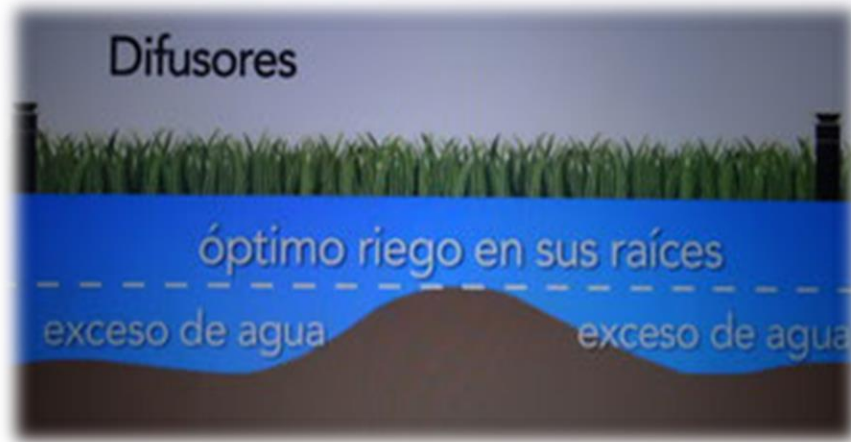 Difusores
óptimo riego en sus raíces
exceso de agua exceso de agua